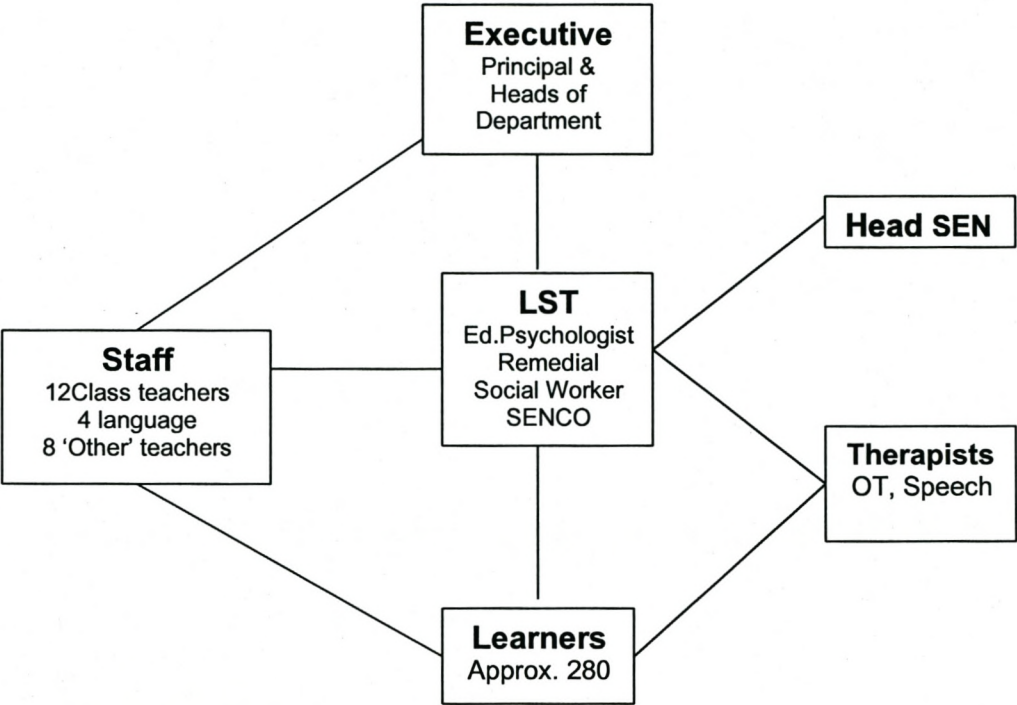 Executive
Principal &
Heads of
Department
Head SEN
LST
Ed.Psychologist
Remedial
Social Worker
SENCO
Staff
12Class teachers
4 language
8 ‘Other’ teachers
Therapists
OT, Speech
Learners
Approx. 280